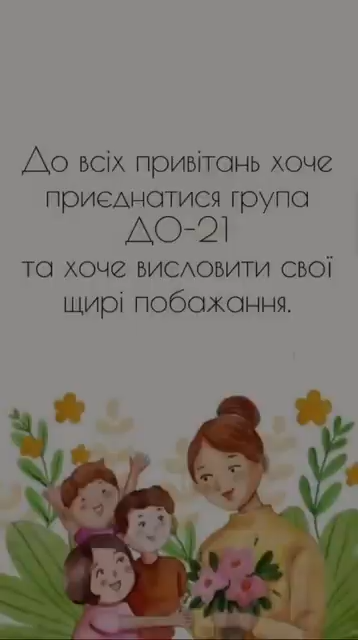 До всіх привітань хоче
приєднатися група
ДО-21
та хоче висловити свої
щирі побажання.